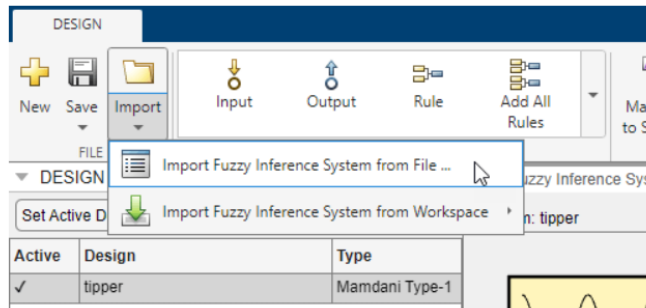 DESIGN
New Save Import Input Output Rule Add All
Rules
FILE
Import Fuzzy Inference System from File ...
Import Fuzzy Inference System from Workspace
DESIGN
Inference
Set Active
tipper
Active Design Type
✓ tipper Mamdani Type-1